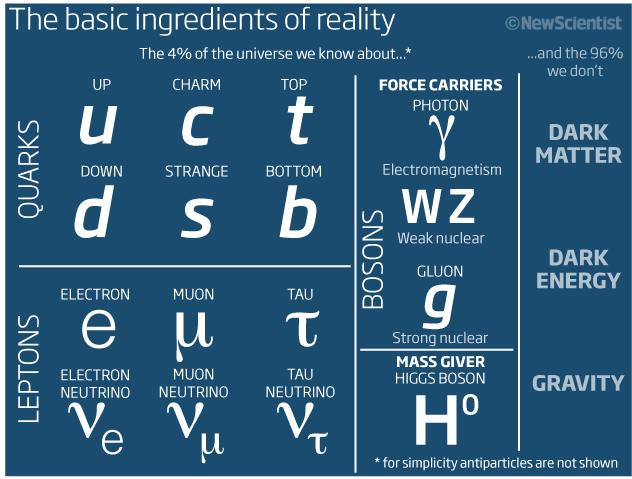 The basic ingredients of reality
©NewScientist
The 4% of the universe we know about...*
QUARKS
UP CHARM TOP
u c t
DOWN STRANGE BOTTOM
d s b
LEPTONS
ELECTRON MUON TAU
e μ τ
ELECTRON MUON TAU
NEUTRINO NEUTRINO NEUTRINO
νe νμ ντ
BOSONS
FORCE CARRIERS
PHOTON
γ
Electromagnetism
W Z
Weak nuclear
GLUON
g
Strong nuclear
MASS GIVER
HIGGS BOSON
H⁰
...and the 96%
we don't
DARK
MATTER
DARK
ENERGY
GRAVITY
* for simplicity antiparticles are not shown